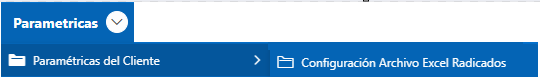 Parametricas
Paramétricas del Cliente
Configuración Archivo Excel Radicados